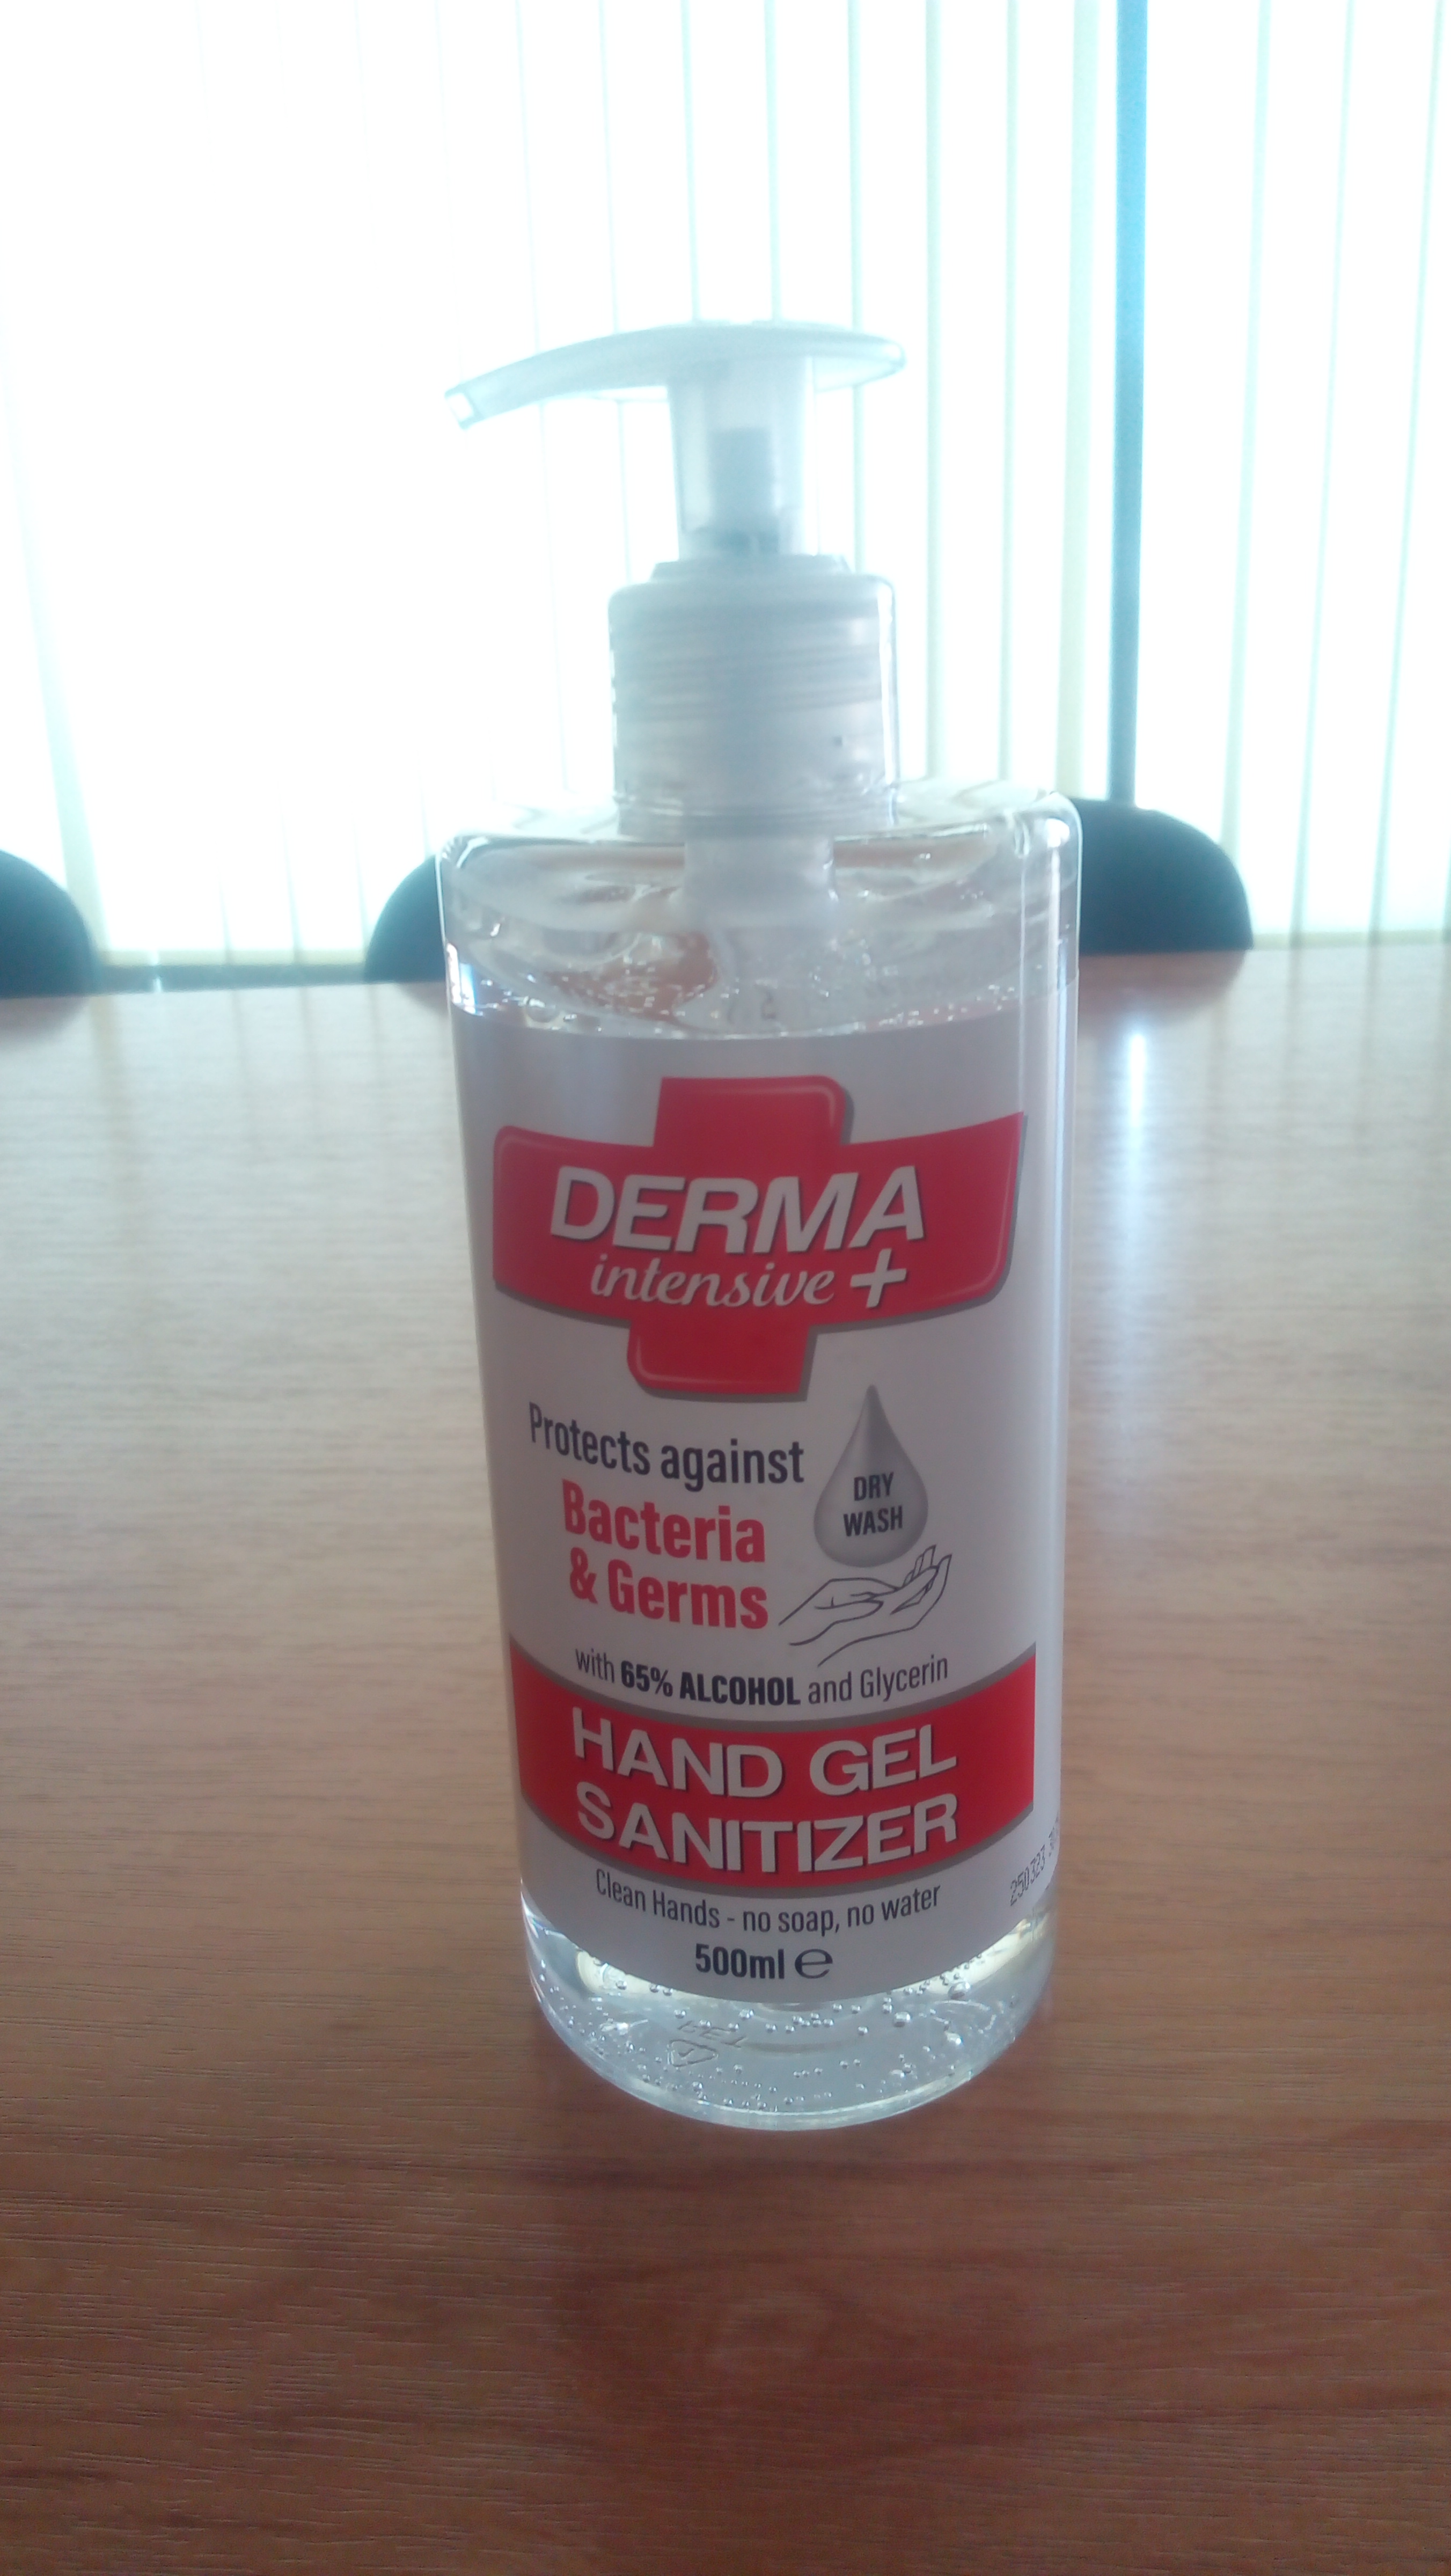 DERMA
intensive +
Protects against
Bacteria
& Germs
DRY
WASH
with 65% ALCOHOL and Glycerin
HAND GEL
SANITIZER
Clean Hands - no soap, no water
500ml ℮
250323